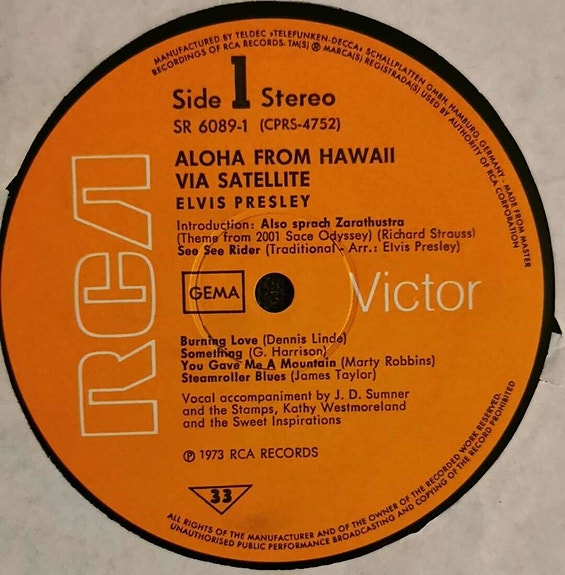 MANUFACTURED BY TELDEC »TELEFUNKEN-DECCA« SCHALLPLATTEN GMBH, HAMBURG, GERMANY · MADE FROM MASTER
RECORDINGS OF RCA RECORDS. TM(S) ® MARCA(S) REGISTRADA(S) USED BY AUTHORITY OF RCA CORPORATION
Side 1 Stereo
SR 6089-1 (CPRS-4752)
ALOHA FROM HAWAII
VIA SATELLITE
ELVIS PRESLEY
Introduction: Also sprach Zarathustra
(Theme from 2001 Sace Odyssey) (Richard Strauss)
See See Rider (Traditional - Arr.: Elvis Presley)
RCA
GEMA
Victor
Burning Love (Dennis Linde)
Something (G. Harrison)
You Gave Me A Mountain (Marty Robbins)
Steamroller Blues (James Taylor)
Vocal accompaniment by J. D. Sumner
and the Stamps, Kathy Westmoreland
and the Sweet Inspirations
℗ 1973 RCA RECORDS
33
ALL RIGHTS OF THE MANUFACTURER AND OF THE OWNER OF THE RECORDED WORK RESERVED.
UNAUTHORISED PUBLIC PERFORMANCE BROADCASTING AND COPYING OF THE RECORD PROHIBITED